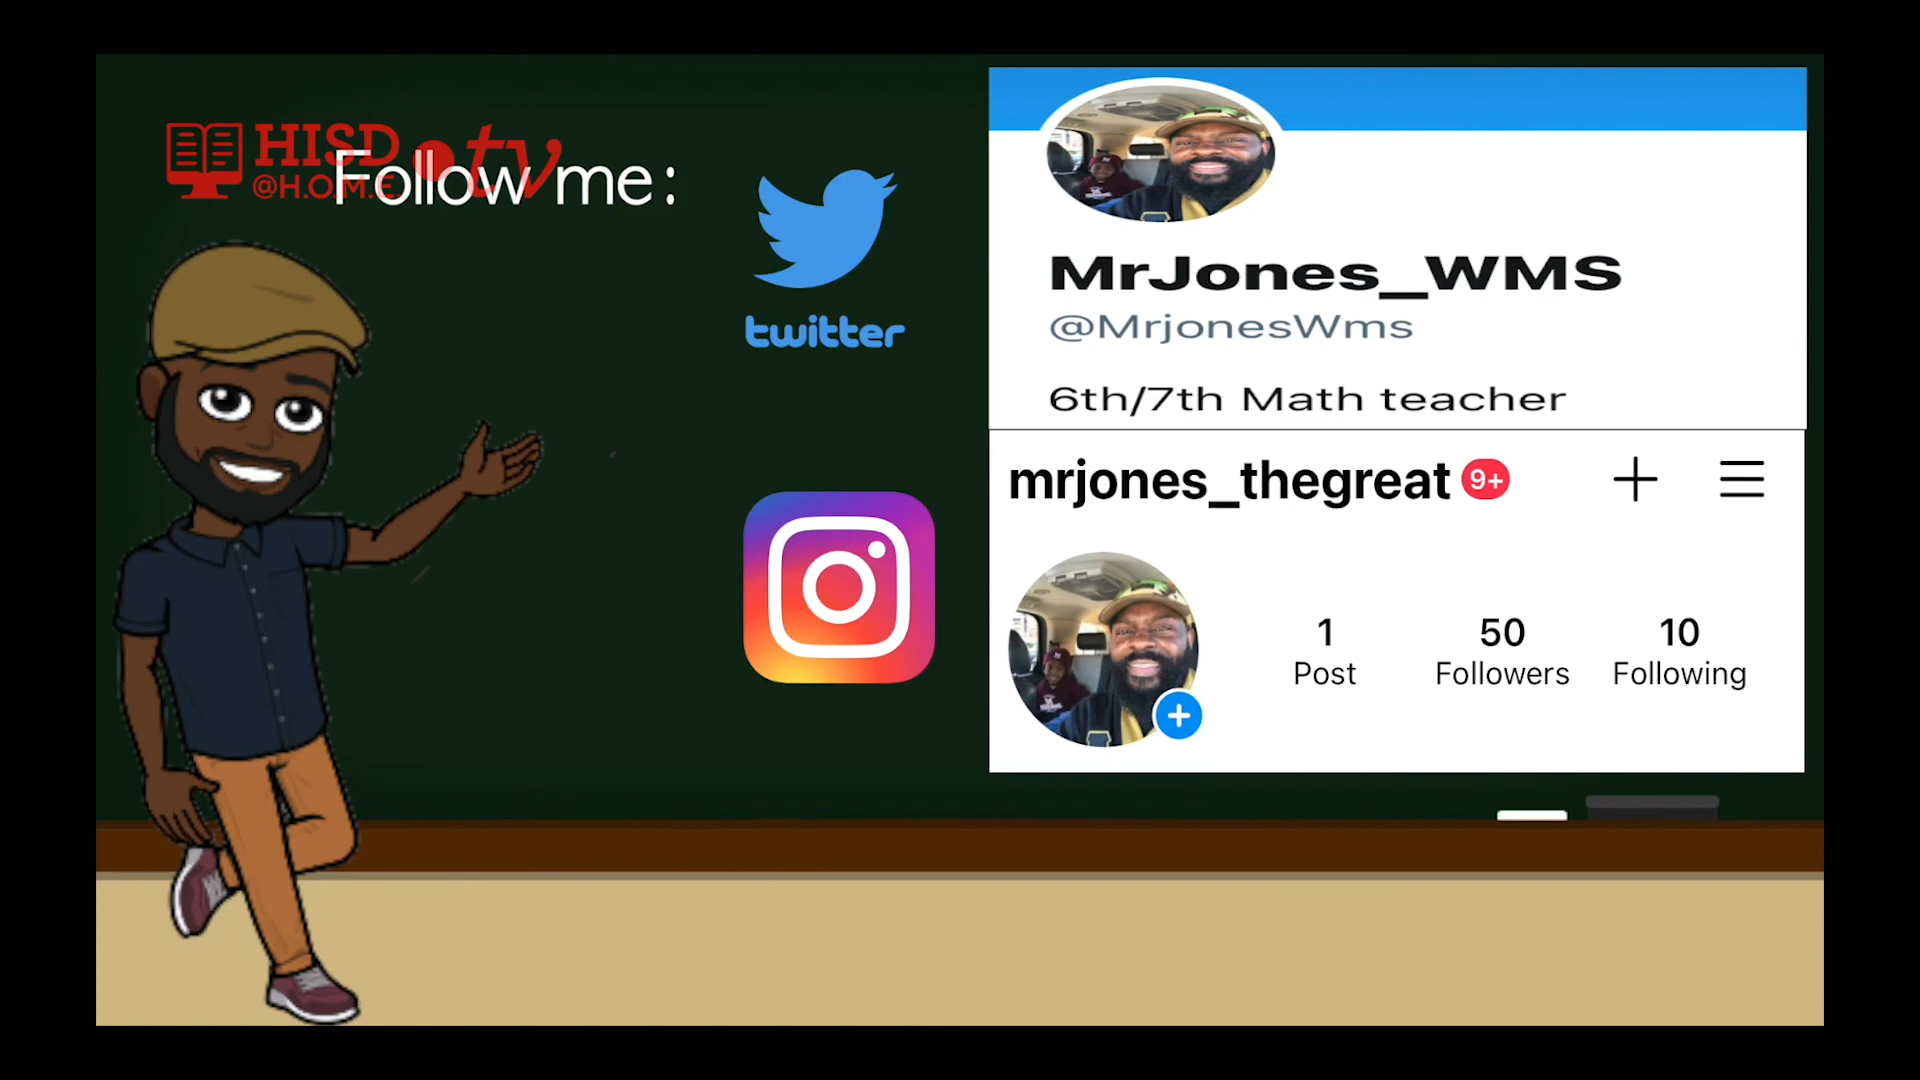 HISD tv
@H.O.M.E
Follow me:
twitter
MrJones_WMS
@MrjonesWms
6th/7th Math teacher
mrjones_thegreat 9+
1 50 10
Post Followers Following